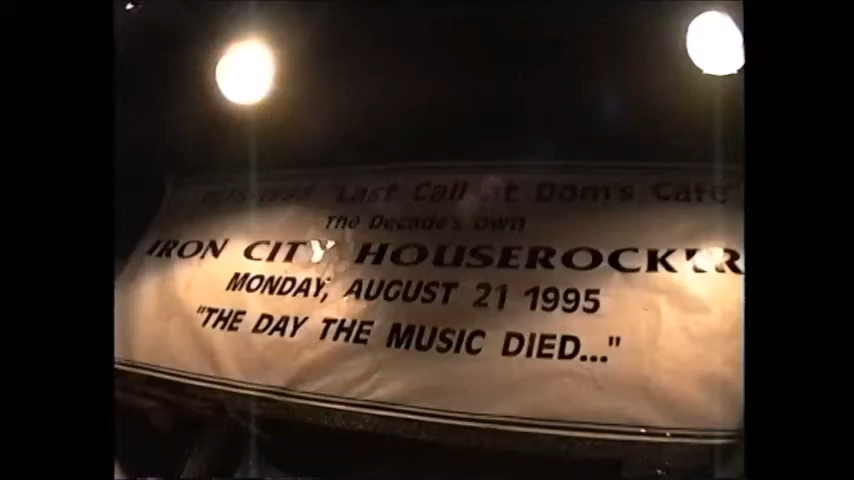 "Last Call at Dom's Cafe"
The Decade's Own
IRON CITY HOUSEROCKER
MONDAY, AUGUST 21 1995
"THE DAY THE MUSIC DIED..."